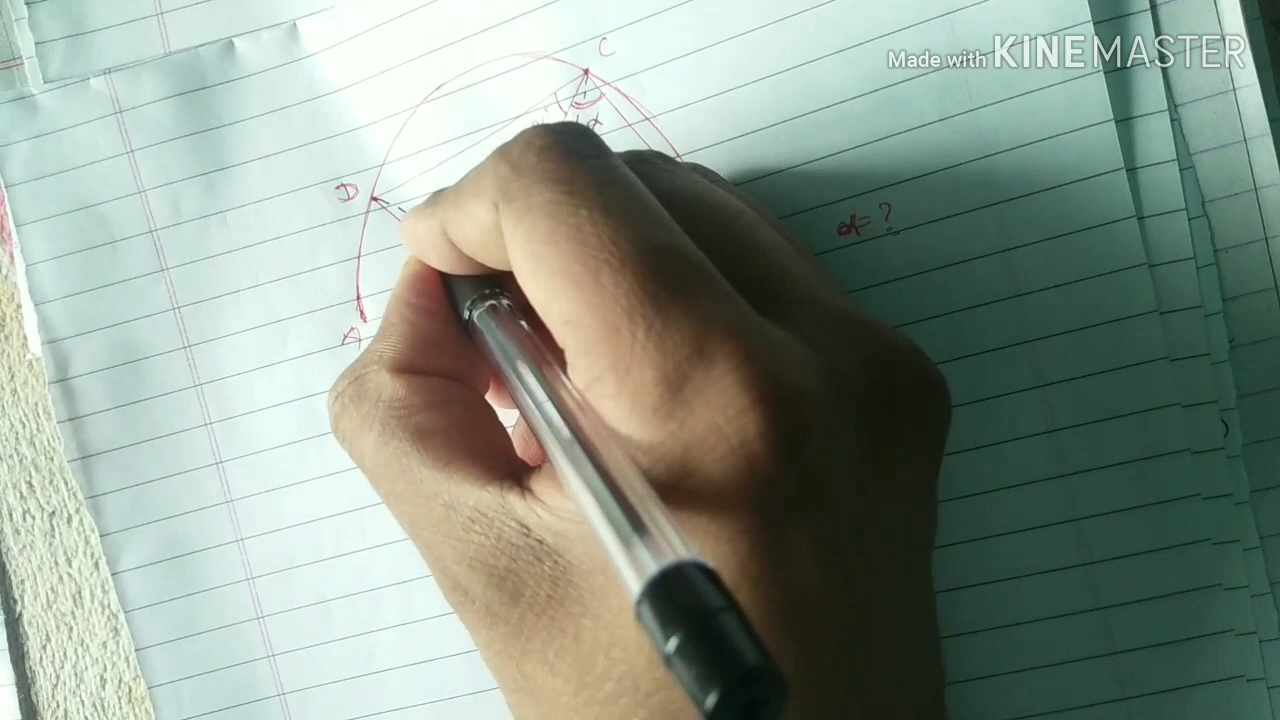 Made with KINEMASTER
C
α
D
α = ?
A